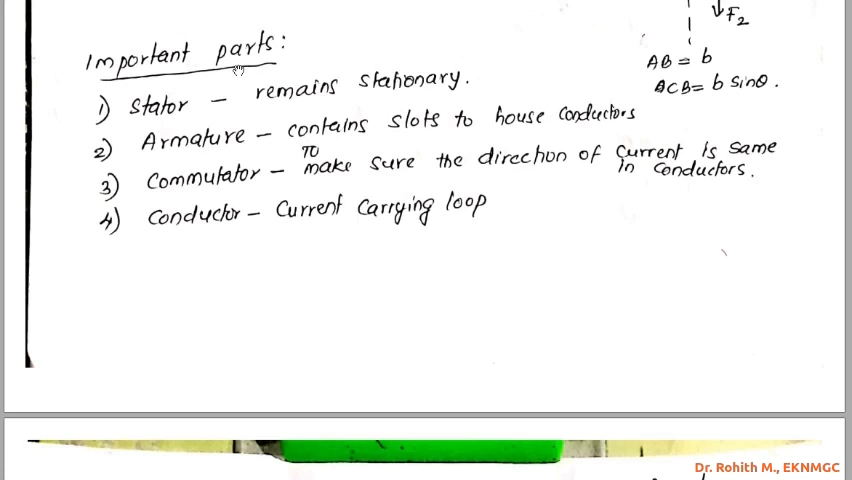 ↓F2
Important parts:
AB = b
ACB = b sinθ.
1) Stator – remains stationary.
2) Armature – contains slots to house conductors
3) Commutator – To make sure the direction of current is same in conductors.
4) Conductor – Current carrying loop
Dr. Rohith M., EKNMGC